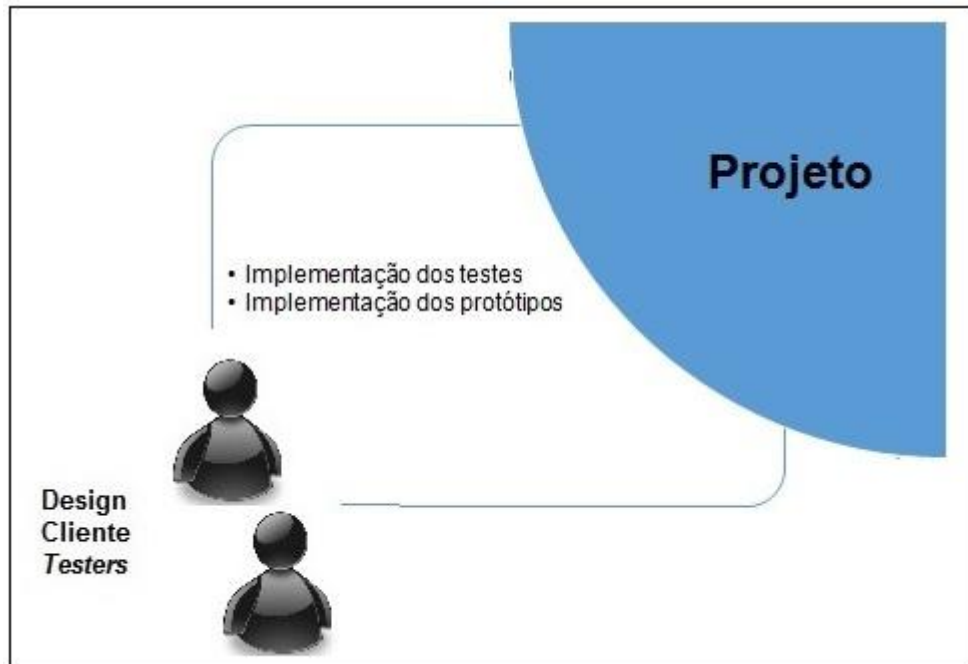 Projeto
• Implementação dos testes
• Implementação dos protótipos
Design
Cliente
Testers